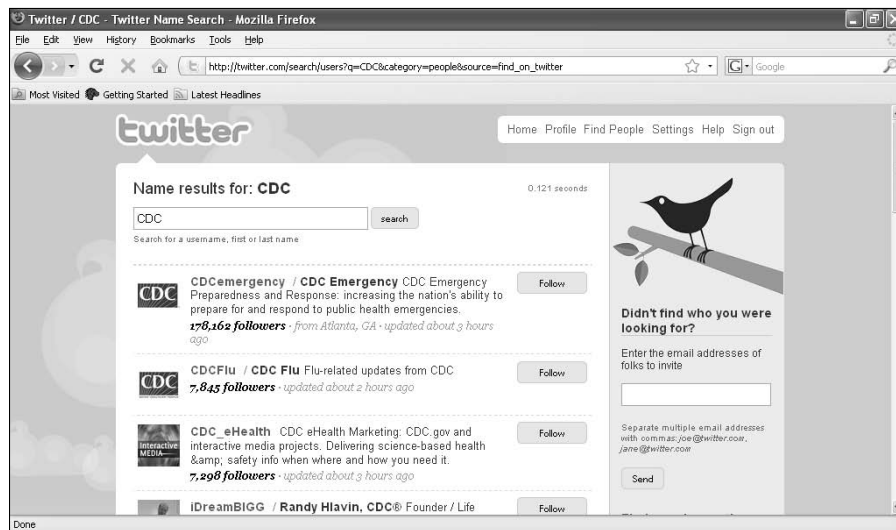 Twitter / CDC - Twitter Name Search - Mozilla Firefox
File Edit View History Bookmarks Tools Help
http://twitter.com/search/users?q=CDC&category=people&source=find_on_twitter
G Google
Most Visited Getting Started Latest Headlines
twitter
Home Profile Find People Settings Help Sign out
Name results for: CDC
0.121 seconds
CDC
search
Search for a username, first or last name
CDC
CDCemergency / CDC Emergency CDC Emergency
Preparedness and Response: increasing the nation's ability to
prepare for and respond to public health emergencies.
178,162 followers · from Atlanta, GA · updated about 3 hours
ago
Follow
CDC
CDCFlu / CDC Flu Flu-related updates from CDC
7,845 followers · updated about 2 hours ago
Follow
Interactive
MEDIA
CDC_eHealth CDC eHealth Marketing: CDC.gov and
interactive media projects. Delivering science-based health
&amp; safety info when where and how you need it.
7,298 followers · updated about 3 hours ago
Follow
iDreamBIGG / Randy Hlavin, CDC® Founder / Life
Follow
Didn't find who you were
looking for?
Enter the email addresses of
folks to invite
Separate multiple email addresses
with commas: joe@twitter.com,
jane@twitter.com
Send
Done